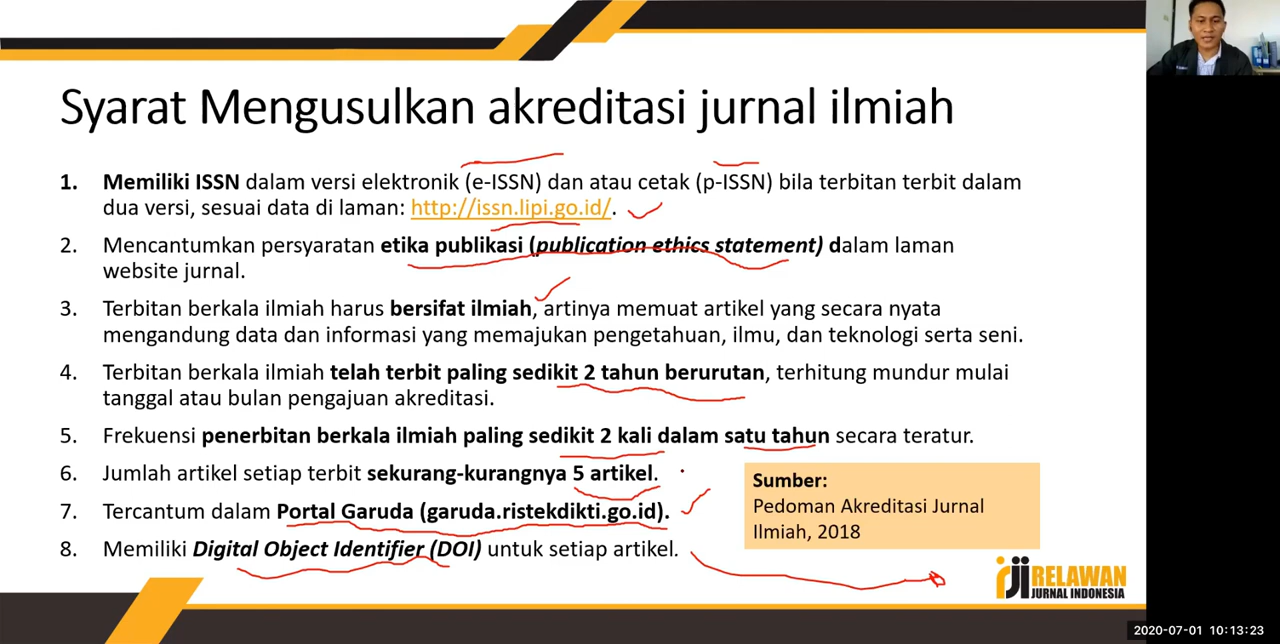 Syarat Mengusulkan akreditasi jurnal ilmiah
1. Memiliki ISSN dalam versi elektronik (e-ISSN) dan atau cetak (p-ISSN) bila terbitan terbit dalam
dua versi, sesuai data di laman: http://issn.lipi.go.id/.
2. Mencantumkan persyaratan etika publikasi (publication ethics statement) dalam laman
website jurnal.
3. Terbitan berkala ilmiah harus bersifat ilmiah, artinya memuat artikel yang secara nyata
mengandung data dan informasi yang memajukan pengetahuan, ilmu, dan teknologi serta seni.
4. Terbitan berkala ilmiah telah terbit paling sedikit 2 tahun berurutan, terhitung mundur mulai
tanggal atau bulan pengajuan akreditasi.
5. Frekuensi penerbitan berkala ilmiah paling sedikit 2 kali dalam satu tahun secara teratur.
6. Jumlah artikel setiap terbit sekurang-kurangnya 5 artikel.
7. Tercantum dalam Portal Garuda (garuda.ristekdikti.go.id).
8. Memiliki Digital Object Identifier (DOI) untuk setiap artikel.
Sumber:
Pedoman Akreditasi Jurnal
Ilmiah, 2018
rji RELAWAN
JURNAL INDONESIA
2020-07-01 10:13:23